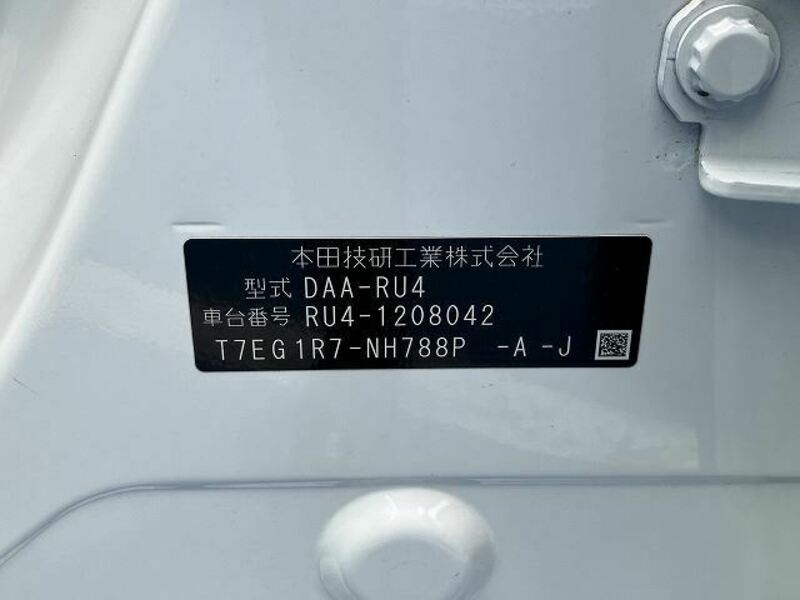 本田技研工業株式会社
型式 DAA-RU4
車台番号 RU4-1208042
T7EG1R7-NH788P -A -J